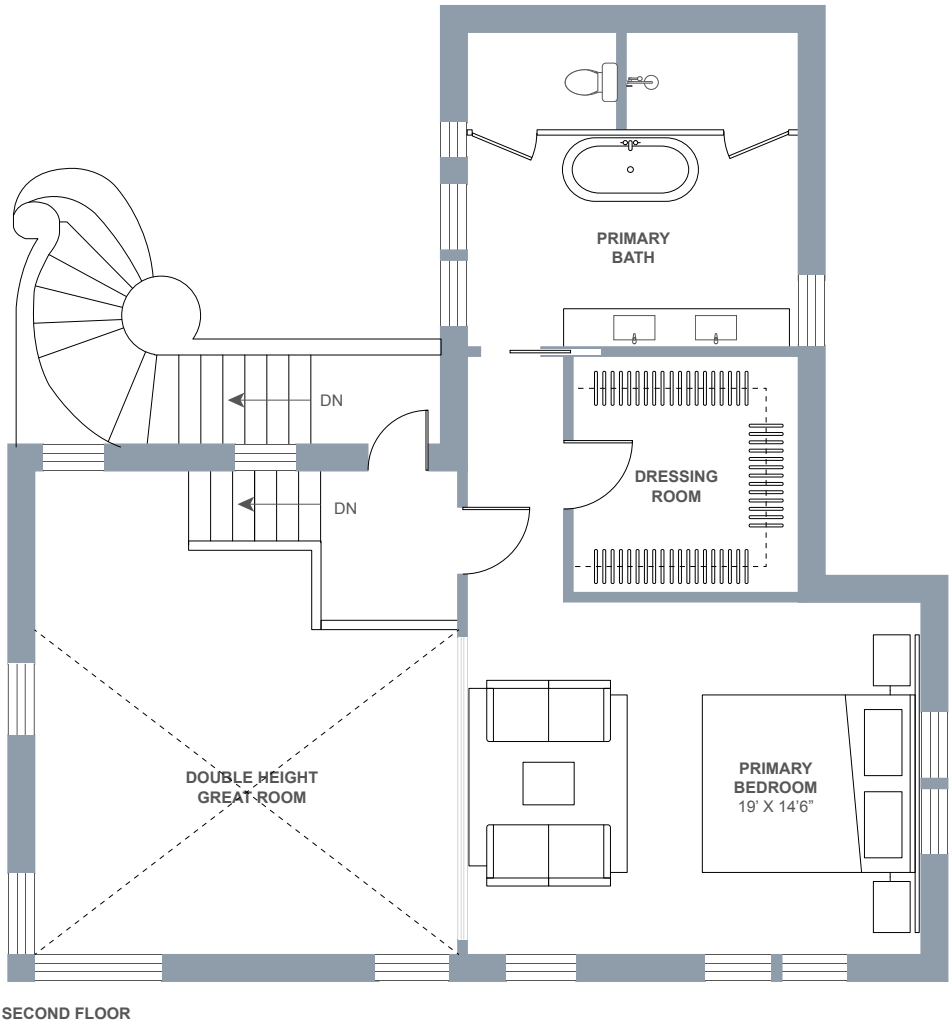 PRIMARY
BATH
DN
DRESSING
ROOM
DN
DOUBLE HEIGHT
GREAT ROOM
PRIMARY
BEDROOM
19’ X 14’6”
SECOND FLOOR